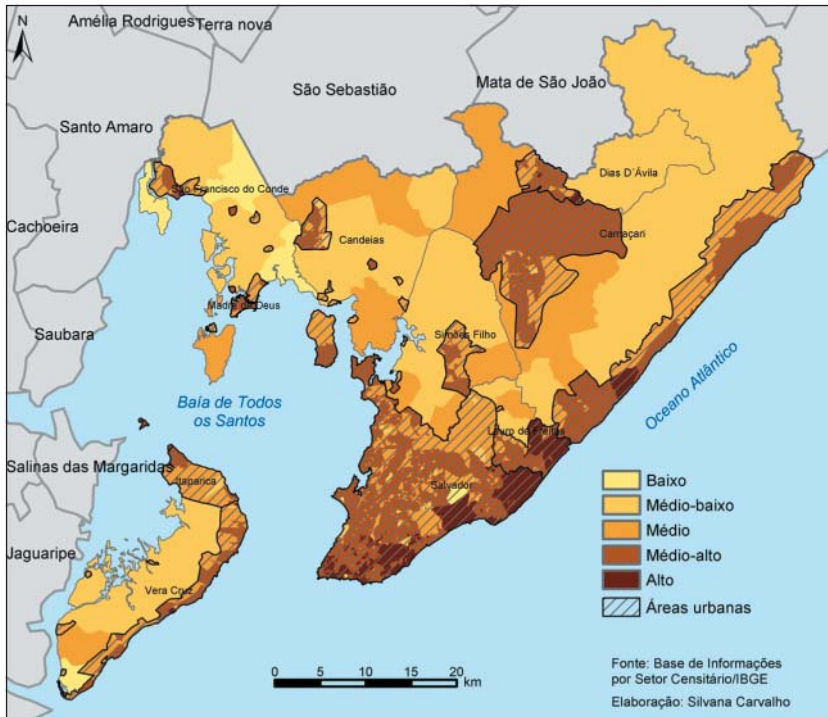 N
Amélia Rodrigues
Terra nova
São Sebastião
Mata de São João
Santo Amaro
Dias D´Ávila
São Francisco do Conde
Cachoeira
Candeias
Camaçari
Saubara
Madre de Deus
Simões Filho
Oceano Atlântico
Baía de Todos
os Santos
Lauro de Freitas
Salinas das Margaridas
Itaparica
Salvador
Jaguaripe
Vera Cruz
Baixo
Médio-baixo
Médio
Médio-alto
Alto
Áreas urbanas
0 5 10 15 20
km
Fonte: Base de Informações
por Setor Censitário/IBGE
Elaboração: Silvana Carvalho